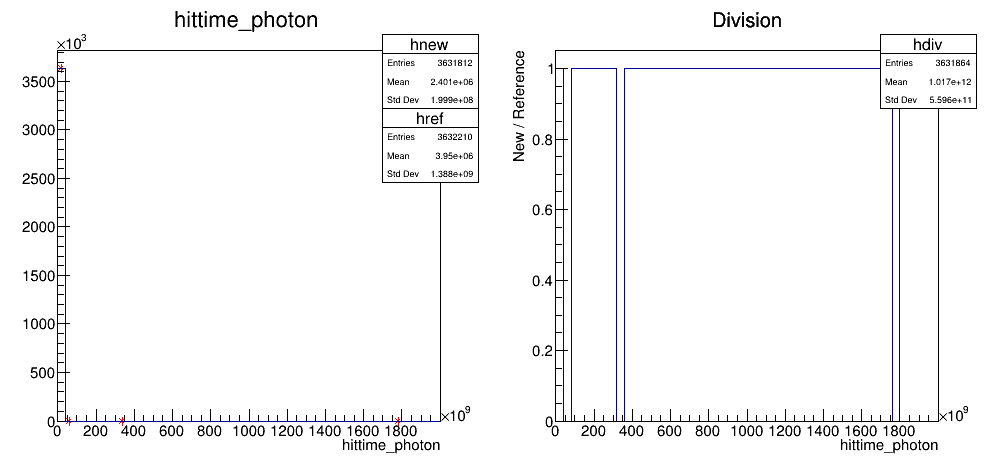 hittime_photon
×10³
hnew
Entries 3631812
Mean 2.401e+06
Std Dev 1.999e+08
href
Entries 3632210
Mean 3.95e+06
Std Dev 1.388e+09
3500
3000
2500
2000
1500
1000
500
0
0 200 400 600 800 1000 1200 1400 1600 1800
×10⁹
hittime_photon
Division
New / Reference
hdiv
Entries 3631864
Mean 1.017e+12
Std Dev 5.596e+11
1
0.8
0.6
0.4
0.2
0
0 200 400 600 800 1000 1200 1400 1600 1800
×10⁹
hittime_photon